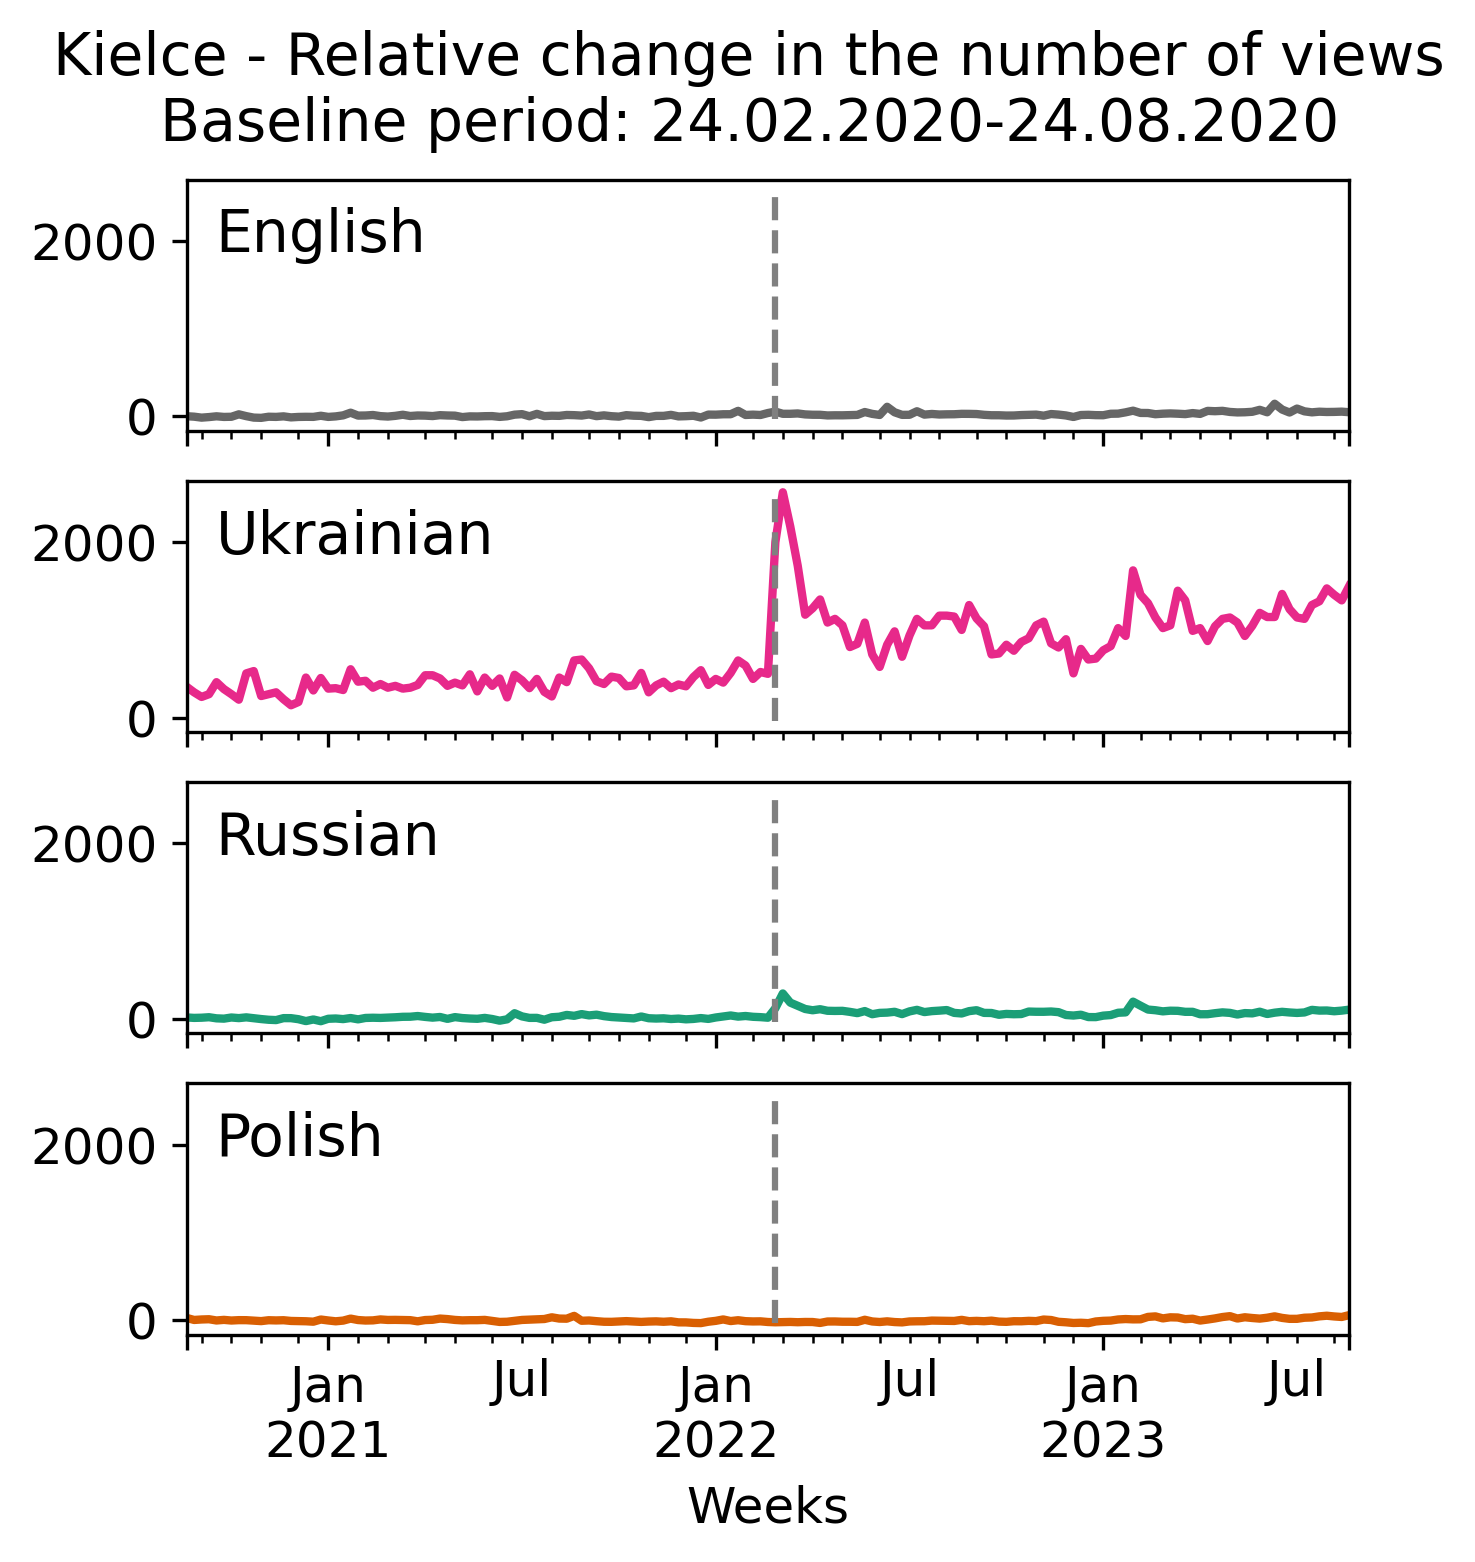 Kielce - Relative change in the number of views
Baseline period: 24.02.2020-24.08.2020
English
2000
0
Ukrainian
2000
0
Russian
2000
0
Polish
2000
0
Jan Jul Jan Jul Jan Jul
2021 2022 2023
Weeks